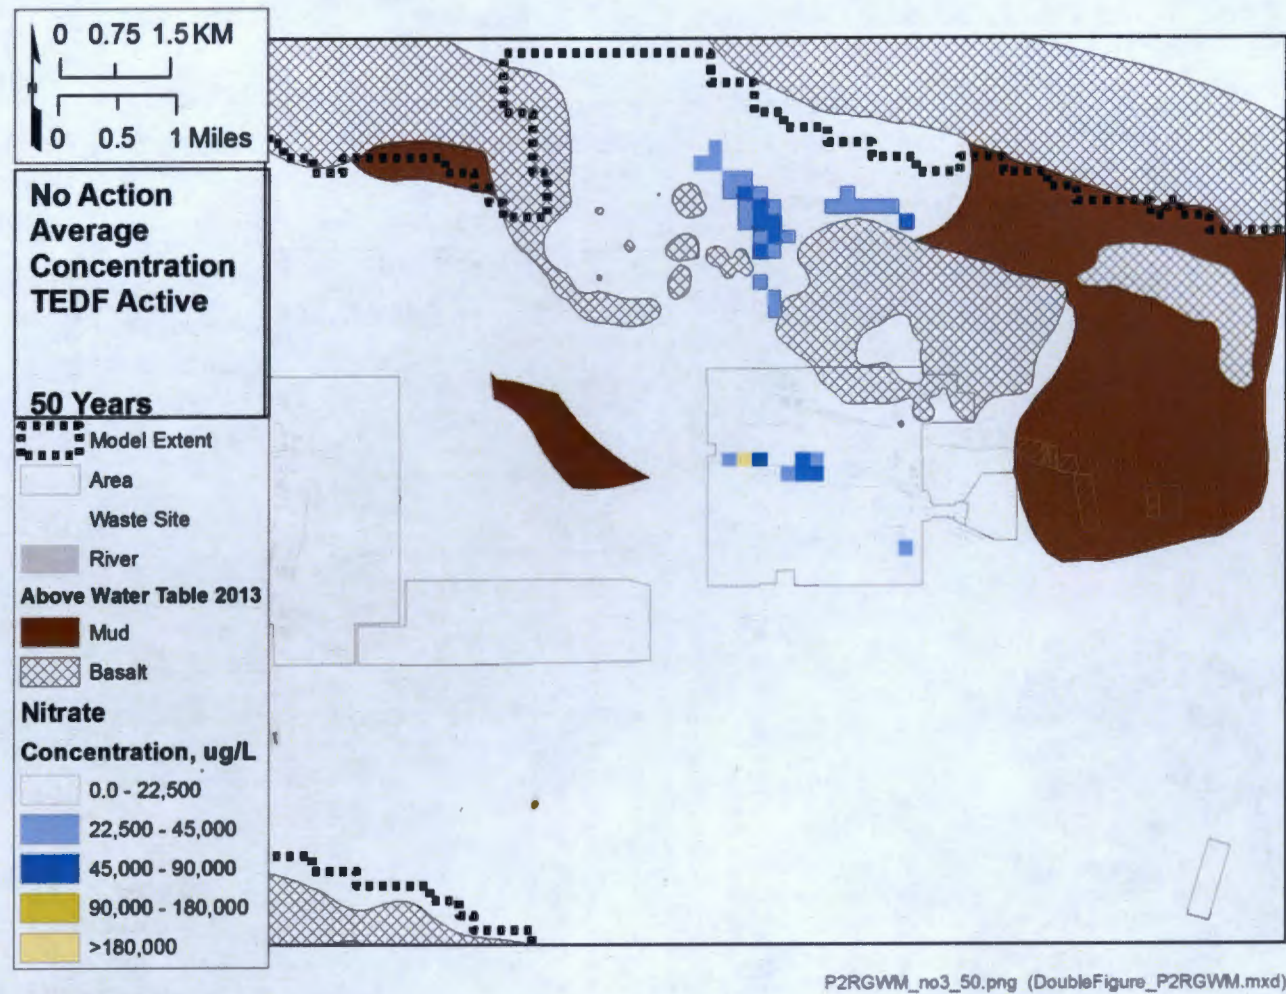 0 0.75 1.5 KM
N
0 0.5 1 Miles
No Action
Average
Concentration
TEDF Active
50 Years
Model Extent
Area
Waste Site
River
Above Water Table 2013
Mud
Basalt
Nitrate
Concentration, ug/L
0.0 - 22,500
22,500 - 45,000
45,000 - 90,000
90,000 - 180,000
>180,000
P2RGWM_no3_50.png (DoubleFigure_P2RGWM.mxd)